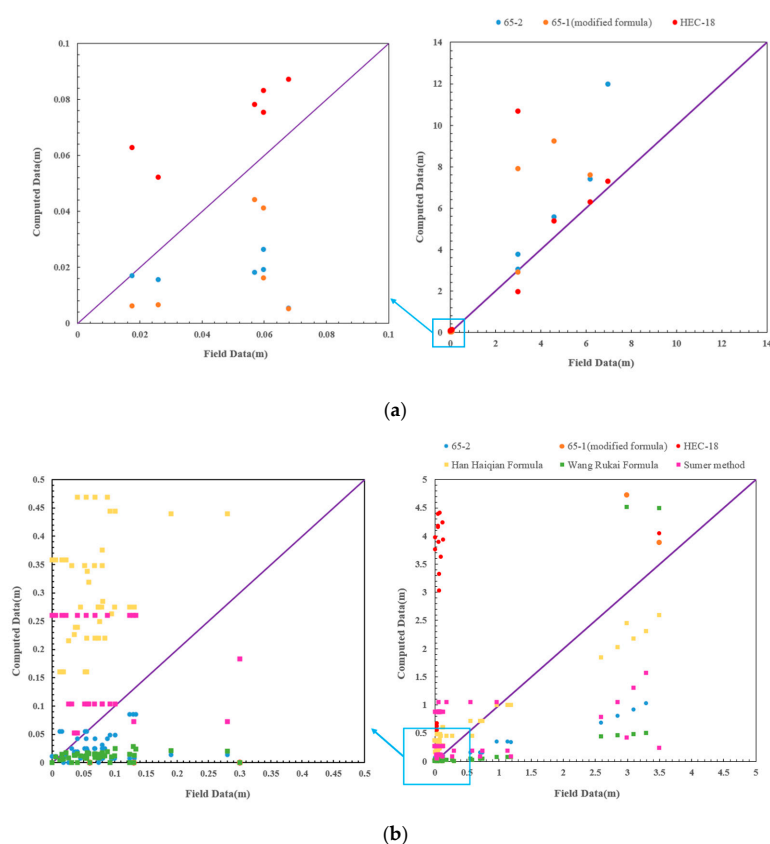 65-2 65-1(modified formula) HEC-18
0.1
0.08
0.06
0.04
0.02
0
0 0.02 0.04 0.06 0.08 0.1
Computed Data(m)
Field Data(m)
14
12
10
8
6
4
2
0
0 2 4 6 8 10 12 14
Computed Data(m)
Field Data(m)
(a)
65-2 65-1(modified formula) HEC-18
Han Haiqian Formula Wang Rukai Formula Sumer method
0.5
0.45
0.4
0.35
0.3
0.25
0.2
0.15
0.1
0.05
0
0 0.05 0.1 0.15 0.2 0.25 0.3 0.35 0.4 0.45 0.5
Computed Data(m)
Field Data(m)
5
4.5
4
3.5
3
2.5
2
1.5
1
0.5
0
0 0.5 1 1.5 2 2.5 3 3.5 4 4.5 5
Computed Data(m)
Field Data(m)
(b)